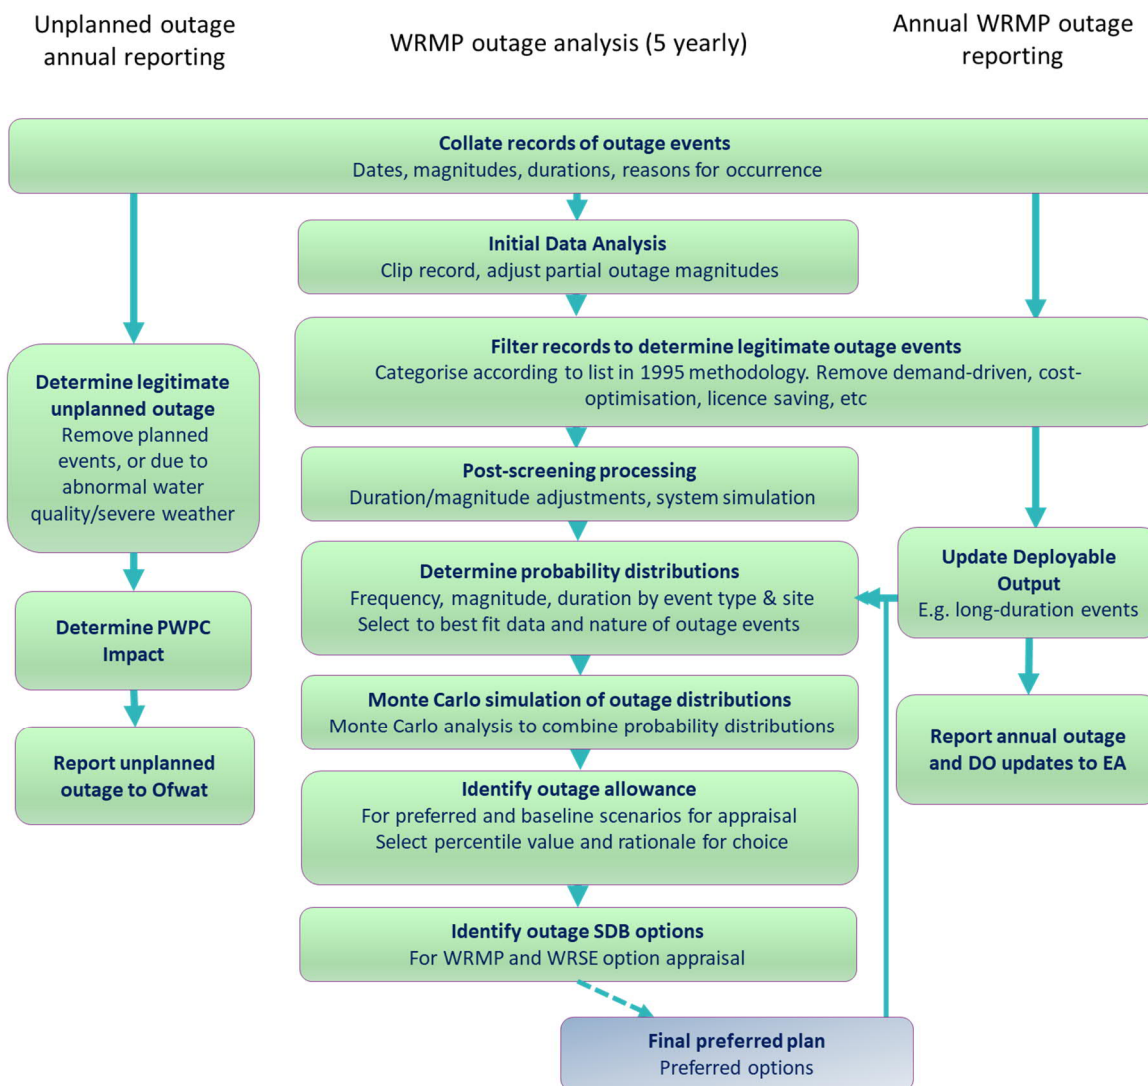 Unplanned outage
annual reporting
WRMP outage analysis (5 yearly)
Annual WRMP outage
reporting
Collate records of outage events
Dates, magnitudes, durations, reasons for occurrence
Initial Data Analysis
Clip record, adjust partial outage magnitudes
Filter records to determine legitimate outage events
Categorise according to list in 1995 methodology. Remove demand-driven, cost-
optimisation, licence saving, etc
Determine legitimate
unplanned outage
Remove planned
events, or due to
abnormal water
quality/severe weather
Post-screening processing
Duration/magnitude adjustments, system simulation
Determine probability distributions
Frequency, magnitude, duration by event type & site
Select to best fit data and nature of outage events
Update Deployable
Output
E.g. long-duration events
Determine PWPC
Impact
Monte Carlo simulation of outage distributions
Monte Carlo analysis to combine probability distributions
Report annual outage
and DO updates to EA
Report unplanned
outage to Ofwat
Identify outage allowance
For preferred and baseline scenarios for appraisal
Select percentile value and rationale for choice
Identify outage SDB options
For WRMP and WRSE option appraisal
Final preferred plan
Preferred options